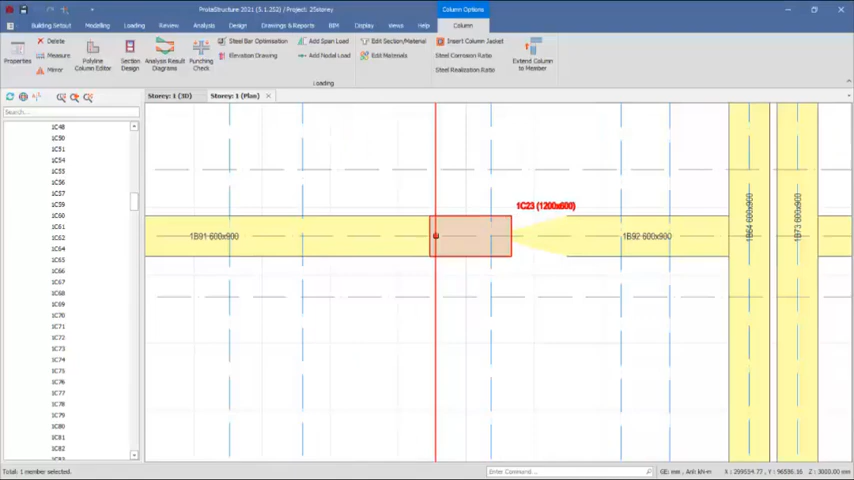 ProtaStructure 2021 (5.1.252) / Project: 25storey
Column Options
Building Setout
Modelling
Loading
Review
Analysis
Design
Drawings & Reports
BIM
Display
Views
Help
Column
Properties
Delete
Measure
Mirror
Polyline Column Editor
Section Design
Analysis Result Diagrams
Punching Check
Steel Bar Optimisation
Elevation Drawing
Add Span Load
Add Nodal Load
Loading
Edit Section/Material
Edit Materials
Insert Column Jacket
Steel Corrosion Ratio
Steel Realization Ratio
Extend Column to Member
Storey: 1 (3D)
Storey: 1 (Plan)
Search...
1C48
1C50
1C51
1C54
1C55
1C56
1C57
1C58
1C59
1C60
1C61
1C62
1C64
1C65
1C66
1C67
1C68
1C69
1C70
1C71
1C72
1C73
1C74
1C75
1C76
1C77
1C78
1C79
1C80
1C81
1C82
1C23 (1200x600)
1B91 600x900
1B92 600x900
1B64 600x900
1B73 600x900
Total: 1 member selected.
Enter Command...